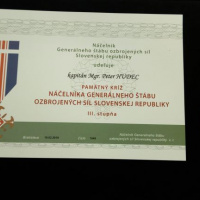 Náčelník
Generálneho štábu ozbrojených síl
Slovenskej republiky
udeľuje
kapitán Mgr. Peter HUDEC
PAMÄTNÝ KRÍŽ
NÁČELNÍKA GENERÁLNEHO ŠTÁBU
OZBROJENÝCH SÍL SLOVENSKEJ REPUBLIKY
III. stupňa